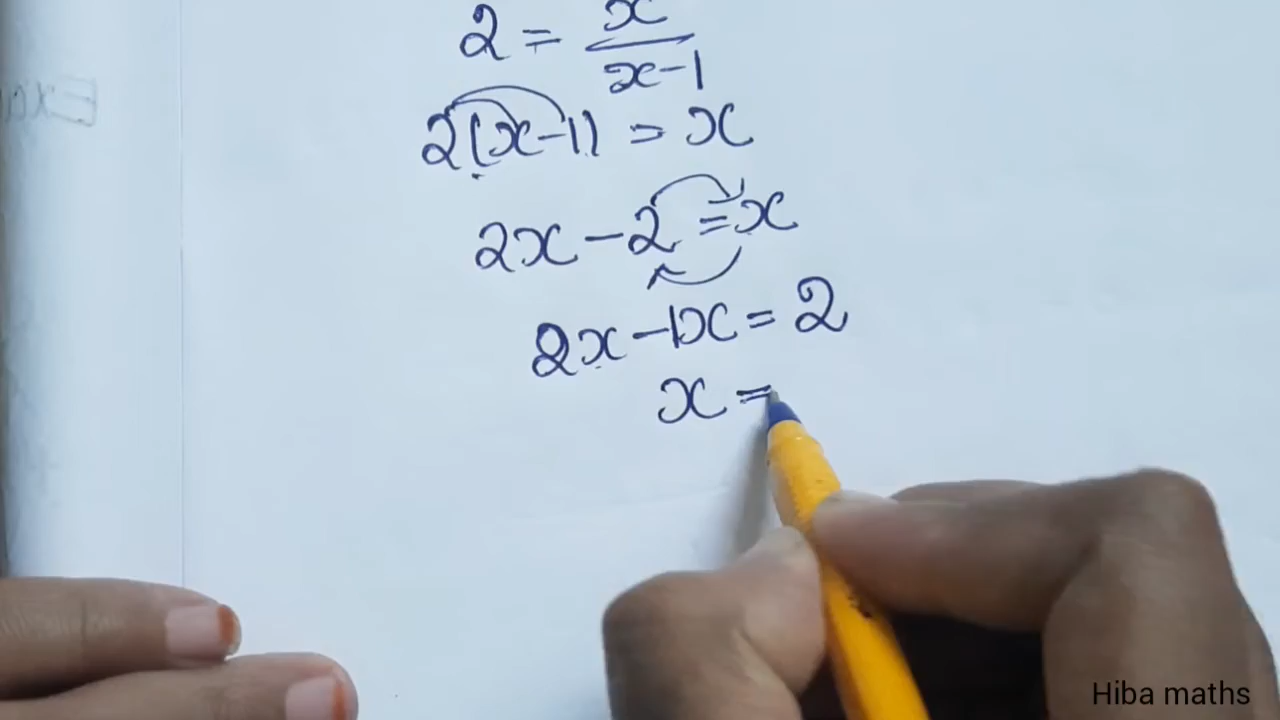 2 = x/(x-1)
2(x-1) = x
2x - 2 = x
2x - 1x = 2
x =
Hiba maths